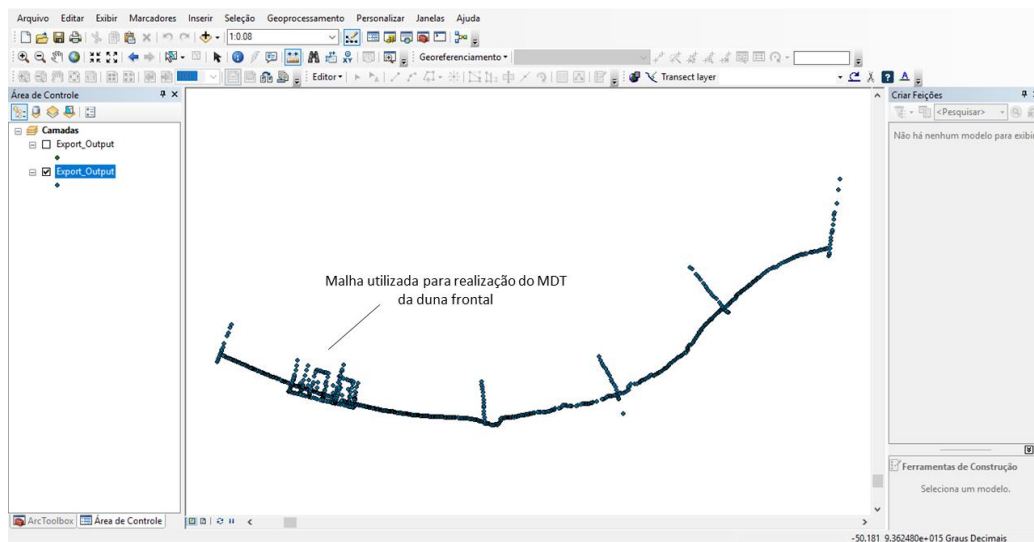 Arquivo Editar Exibir Marcadores Inserir Seleção Geoprocessamento Personalizar Janelas Ajuda
1:0.08
Georeferenciamento
Editor
Transect layer
Área de Controle
Camadas
Export_Output
Export_Output
ArcToolbox Área de Controle
Malha utilizada para realização do MDT
da duna frontal
Criar Feições
<Pesquisar>
Não há nenhum modelo para exibi
Ferramentas de Construção
Seleciona um modelo.
-50.181 9.362480e+015 Graus Decimais